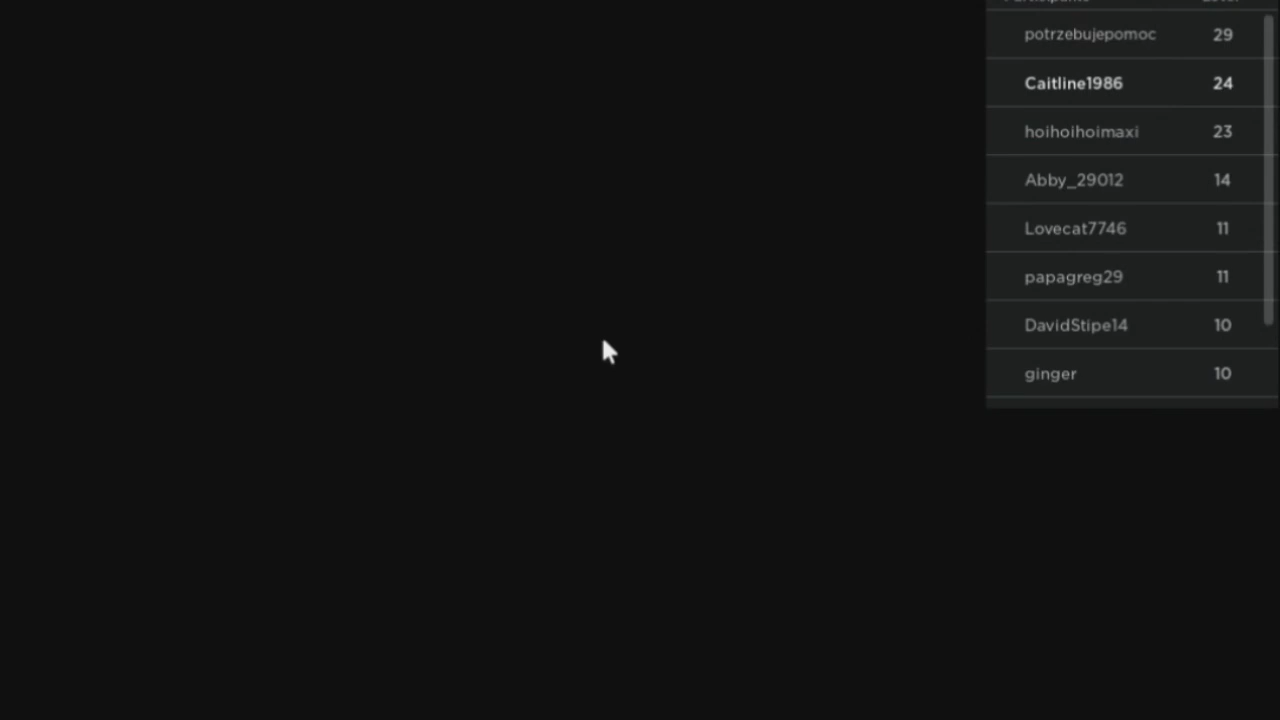 potrzebujepomoc 29
Caitline1986 24
hoihoihoimaxi 23
Abby_29012 14
Lovecat7746 11
papagreg29 11
DavidStipe14 10
ginger 10